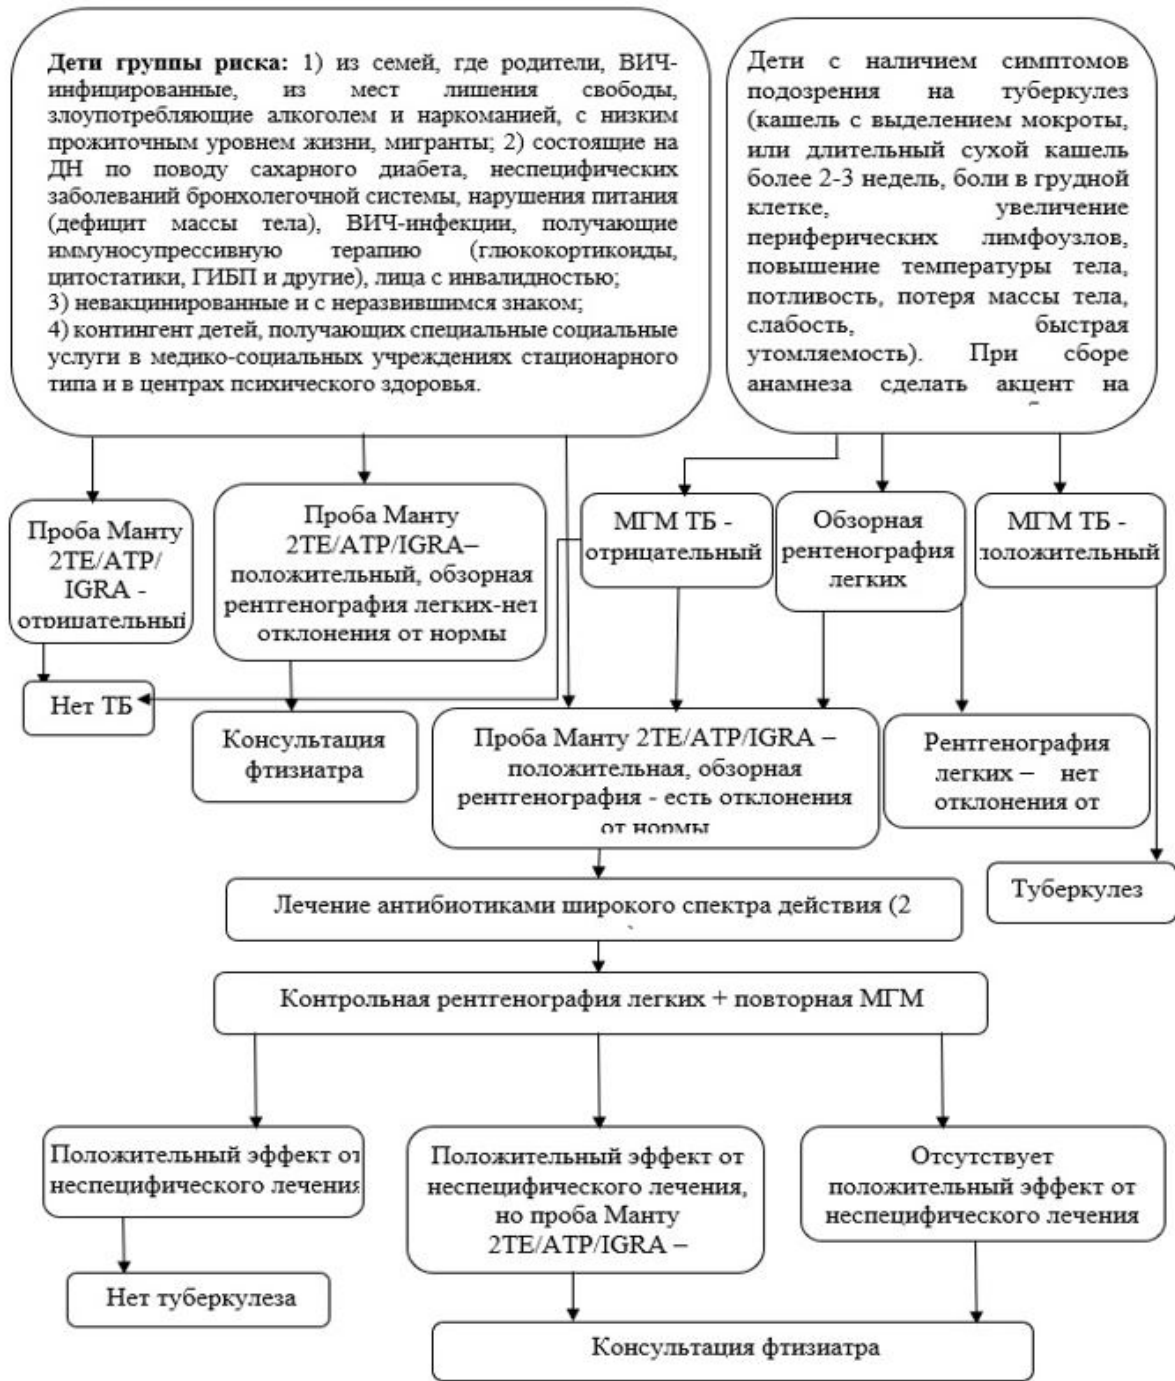 Дети группы риска: 1) из семей, где родители, ВИЧ-
инфицированные, из мест лишения свободы,
злоупотребляющие алкоголем и наркоманией, с низким
прожиточным уровнем жизни, мигранты; 2) состоящие на
ДН по поводу сахарного диабета, неспецифических
заболеваний бронхолегочной системы, нарушения питания
(дефицит массы тела), ВИЧ-инфекции, получающие
иммуносупрессивную терапию (глюкокортикоиды,
цитостатики, ГИБП и другие), лица с инвалидностью;
3) невакцинированные и с неразвившимся знаком;
4) контингент детей, получающих специальные социальные
услуги в медико-социальных учреждениях стационарного
типа и в центрах психического здоровья.
Дети с наличием симптомов
подозрения на туберкулез
(кашель с выделением мокроты,
или длительный сухой кашель
более 2-3 недель, боли в грудной
клетке, увеличение
периферических лимфоузлов,
повышение температуры тела,
потливость, потеря массы тела,
слабость, быстрая
утомляемость). При сборе
анамнеза сделать акцент на
Проба Манту
2ТЕ/АТР/
IGRA -
отрицательный
Проба Манту
2ТЕ/АТР/IGRA–
положительный, обзорная
рентгенография легких-нет
отклонения от нормы
МГМ ТБ -
отрицательный
Обзорная
рентенография
легких
МГМ ТБ -
положительный
Нет ТБ
Консультация
фтизиатра
Проба Манту 2ТЕ/АТР/IGRA –
положительная, обзорная
рентгенография - есть отклонения
от нормы
Рентгенография
легких – нет
отклонения от
Туберкулез
Лечение антибиотиками широкого спектра действия (2
Контрольная рентгенография легких + повторная МГМ
Положительный эффект от
неспецифического лечения
Положительный эффект от
неспецифического лечения,
но проба Манту
2ТЕ/АТР/IGRA –
Отсутствует
положительный эффект от
неспецифического лечения
Нет туберкулеза
Консультация фтизиатра